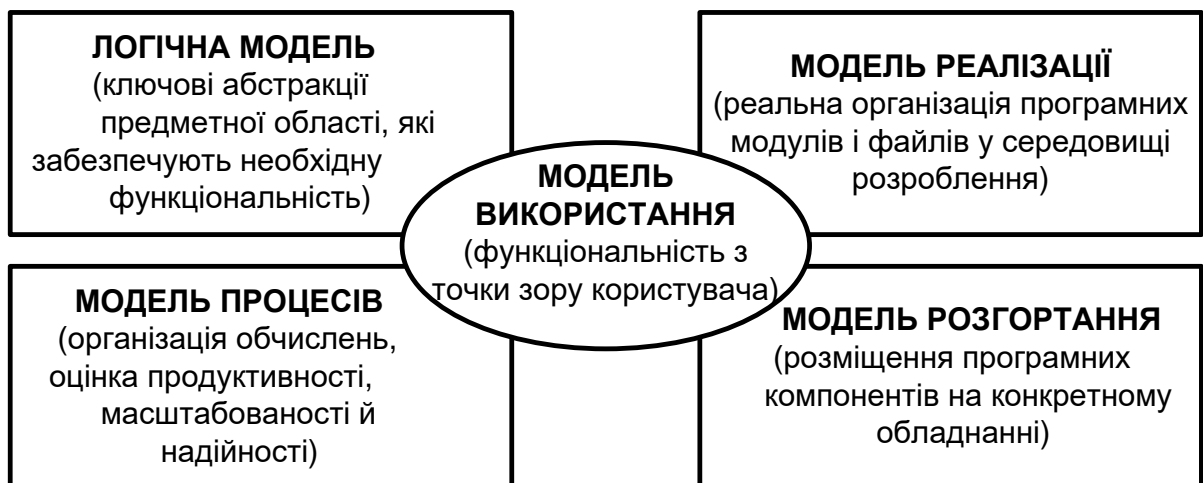 ЛОГІЧНА МОДЕЛЬ
(ключові абстракції
предметної області, які
забезпечують необхідну
функціональність)
МОДЕЛЬ РЕАЛІЗАЦІЇ
(реальна організація програмних
модулів і файлів у середовищі
розроблення)
МОДЕЛЬ
ВИКОРИСТАННЯ
(функціональність з
точки зору користувача)
МОДЕЛЬ ПРОЦЕСІВ
(організація обчислень,
оцінка продуктивності,
масштабованості й
надійності)
МОДЕЛЬ РОЗГОРТАННЯ
(розміщення програмних
компонентів на конкретному
обладнанні)